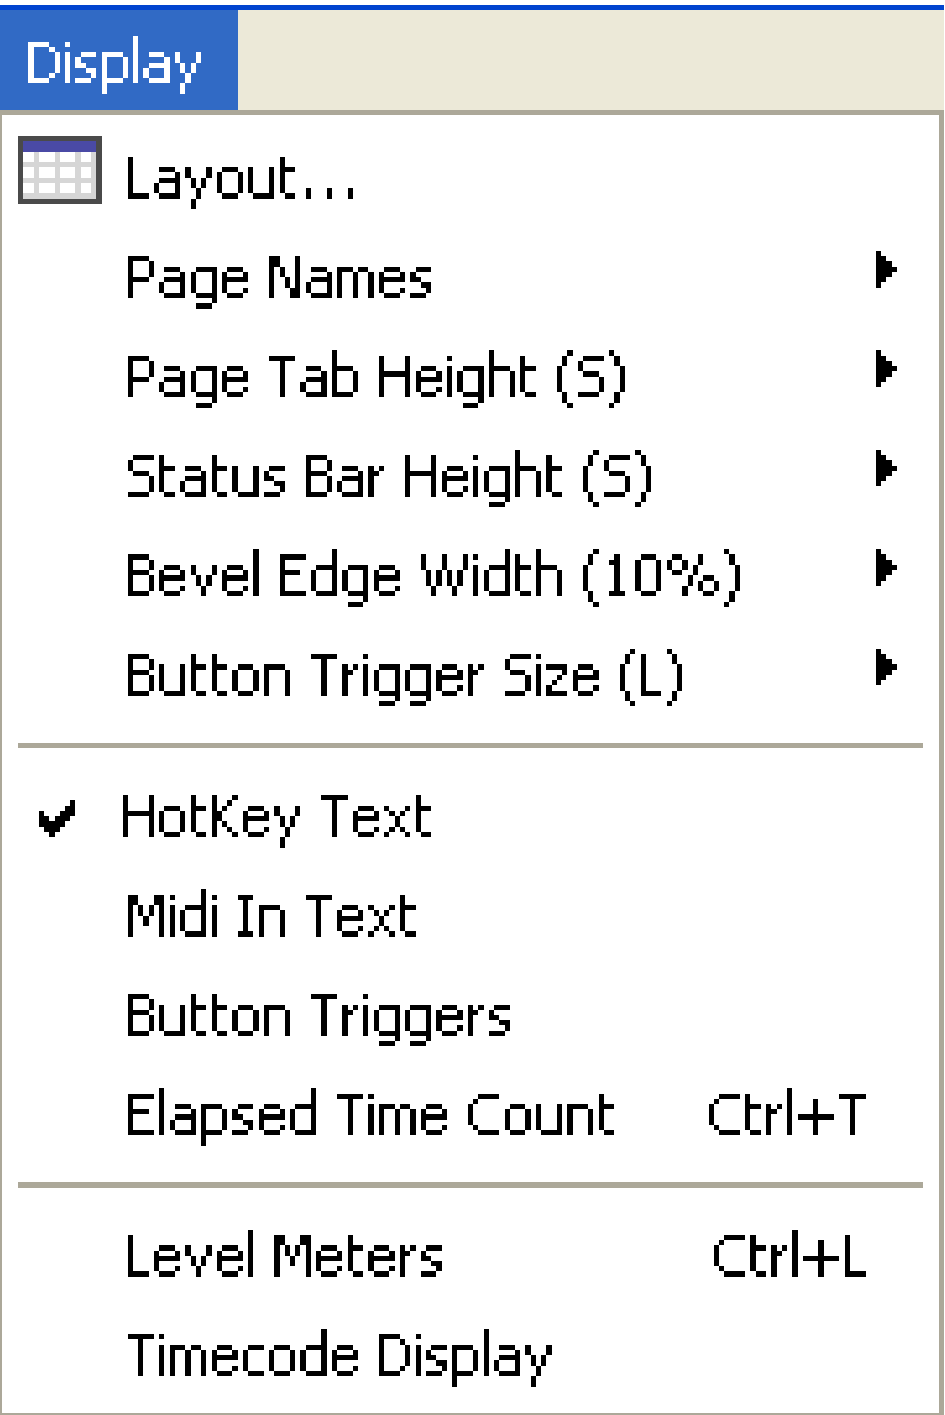 Display
Layout...
Page Names
Page Tab Height (S)
Status Bar Height (S)
Bevel Edge Width (10%)
Button Trigger Size (L)
HotKey Text
Midi In Text
Button Triggers
Elapsed Time Count Ctrl+T
Level Meters Ctrl+L
Timecode Display